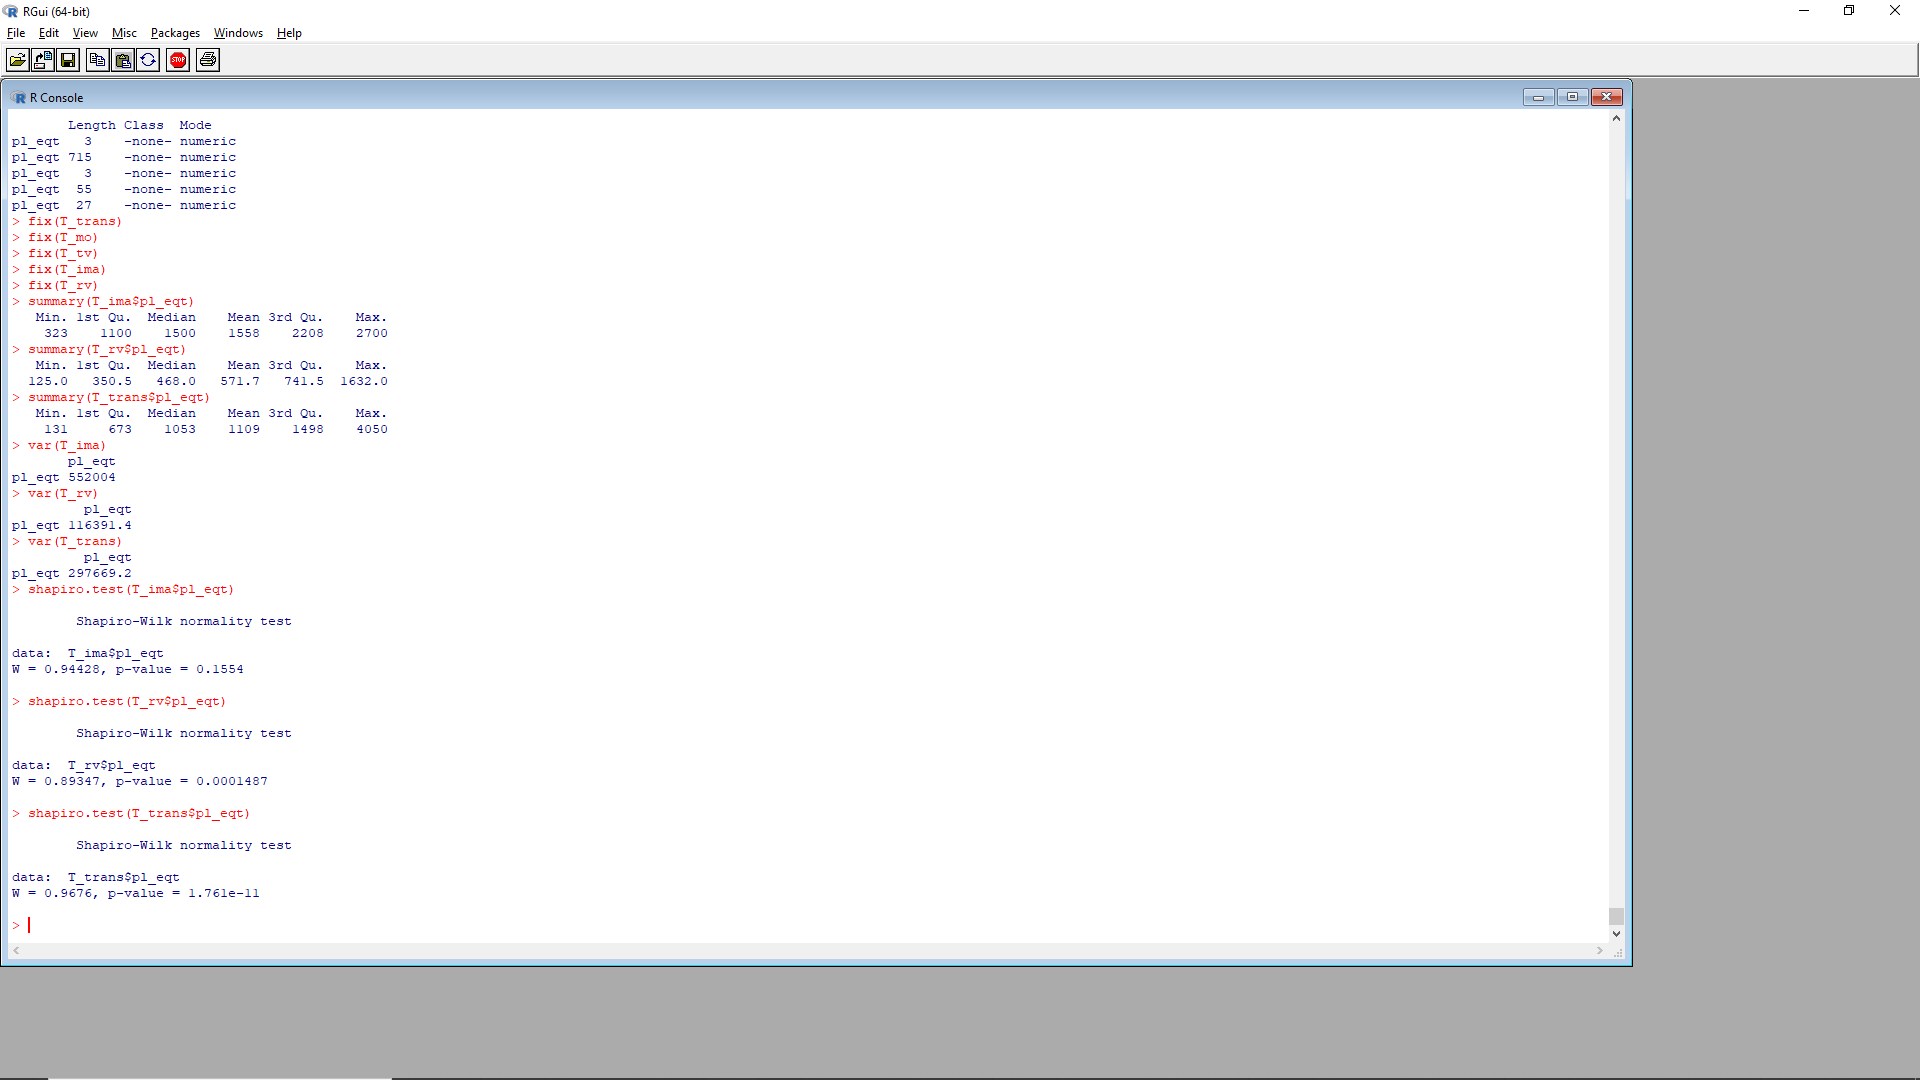 RGui (64-bit)
File Edit View Misc Packages Windows Help
STOP
R Console
Length Class Mode
pl_eqt 3 -none- numeric
pl_eqt 715 -none- numeric
pl_eqt 3 -none- numeric
pl_eqt 55 -none- numeric
pl_eqt 27 -none- numeric
> fix(T_trans)
> fix(T_mo)
> fix(T_tv)
> fix(T_ima)
> fix(T_rv)
> summary(T_ima$pl_eqt)
Min. 1st Qu. Median Mean 3rd Qu. Max.
323 1100 1500 1558 2208 2700
> summary(T_rv$pl_eqt)
Min. 1st Qu. Median Mean 3rd Qu. Max.
125.0 350.5 468.0 571.7 741.5 1632.0
> summary(T_trans$pl_eqt)
Min. 1st Qu. Median Mean 3rd Qu. Max.
131 673 1053 1109 1498 4050
> var(T_ima)
pl_eqt
pl_eqt 552004
> var(T_rv)
pl_eqt
pl_eqt 116391.4
> var(T_trans)
pl_eqt
pl_eqt 297669.2
> shapiro.test(T_ima$pl_eqt)
Shapiro-Wilk normality test
data: T_ima$pl_eqt
W = 0.94428, p-value = 0.1554
> shapiro.test(T_rv$pl_eqt)
Shapiro-Wilk normality test
data: T_rv$pl_eqt
W = 0.89347, p-value = 0.0001487
> shapiro.test(T_trans$pl_eqt)
Shapiro-Wilk normality test
data: T_trans$pl_eqt
W = 0.9676, p-value = 1.761e-11
>